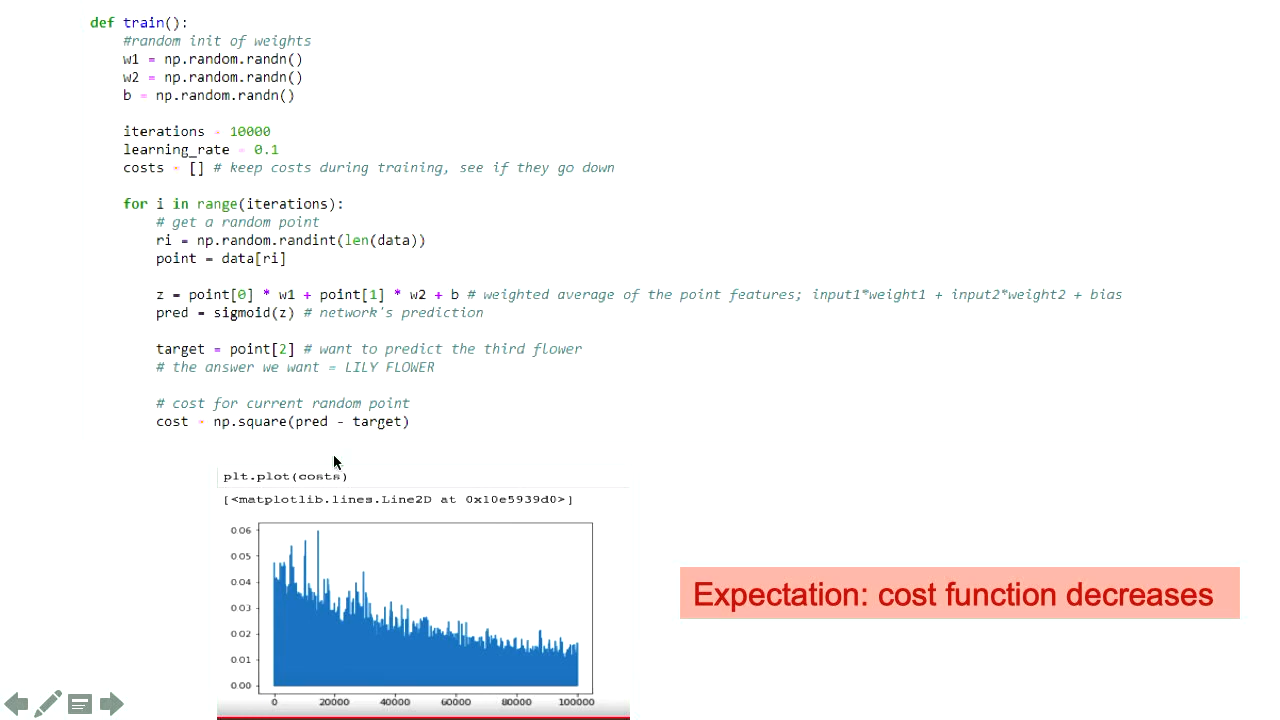 def train():
    #random init of weights
    w1 = np.random.randn()
    w2 = np.random.randn()
    b = np.random.randn()
    iterations = 10000
    learning_rate = 0.1
    costs = [] # keep costs during training, see if they go down
    for i in range(iterations):
        # get a random point
        ri = np.random.randint(len(data))
        point = data[ri]
        z = point[0] * w1 + point[1] * w2 + b # weighted average of the point features; input1*weight1 + input2*weight2 + bias
        pred = sigmoid(z) # network's prediction
        target = point[2] # want to predict the third flower
        # the answer we want = LILY FLOWER
        # cost for current random point
        cost = np.square(pred - target)
plt.plot(costs)
[<matplotlib.lines.Line2D at 0x10e5939d0>]
0.06
0.05
0.04
0.03
0.02
0.01
0.00
0 20000 40000 60000 80000 100000
Expectation: cost function decreases